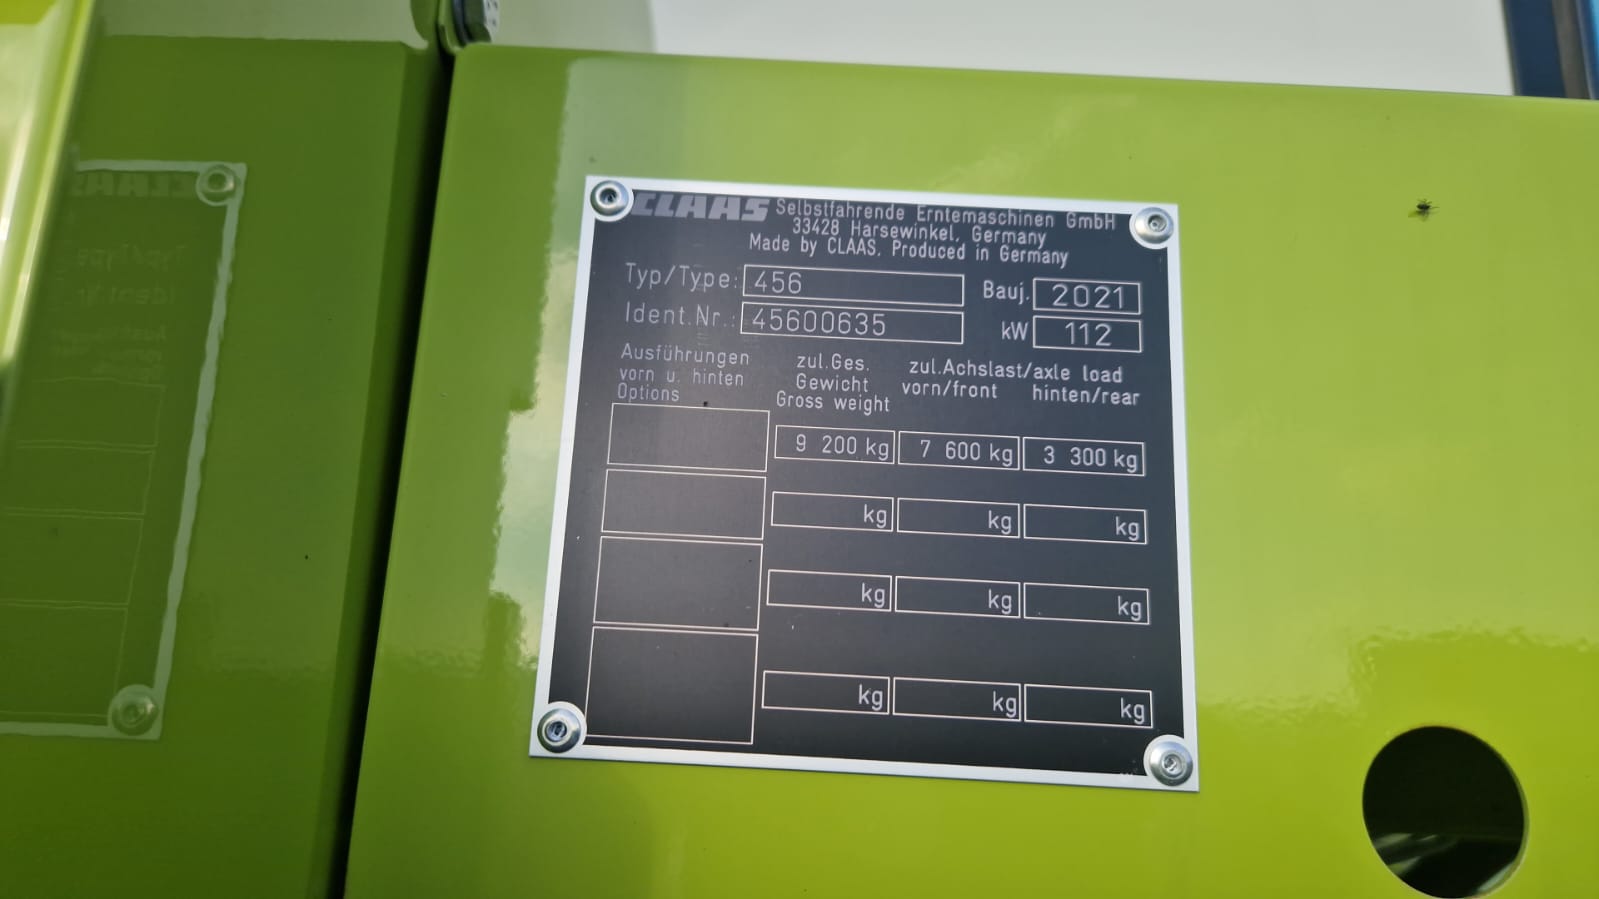 CLAAS Selbstfahrende Erntemaschinen GmbH
33428 Harsewinkel, Germany
Made by CLAAS. Produced in Germany
Typ/Type: 456 Bauj. 2021
Ident.Nr.: 45600635 kW 112
Ausführungen zul.Ges. zul.Achslast/axle load
vorn u. hinten Gewicht vorn/front hinten/rear
Options Gross weight
9 200 kg 7 600 kg 3 300 kg
kg kg kg
kg kg kg
kg kg kg